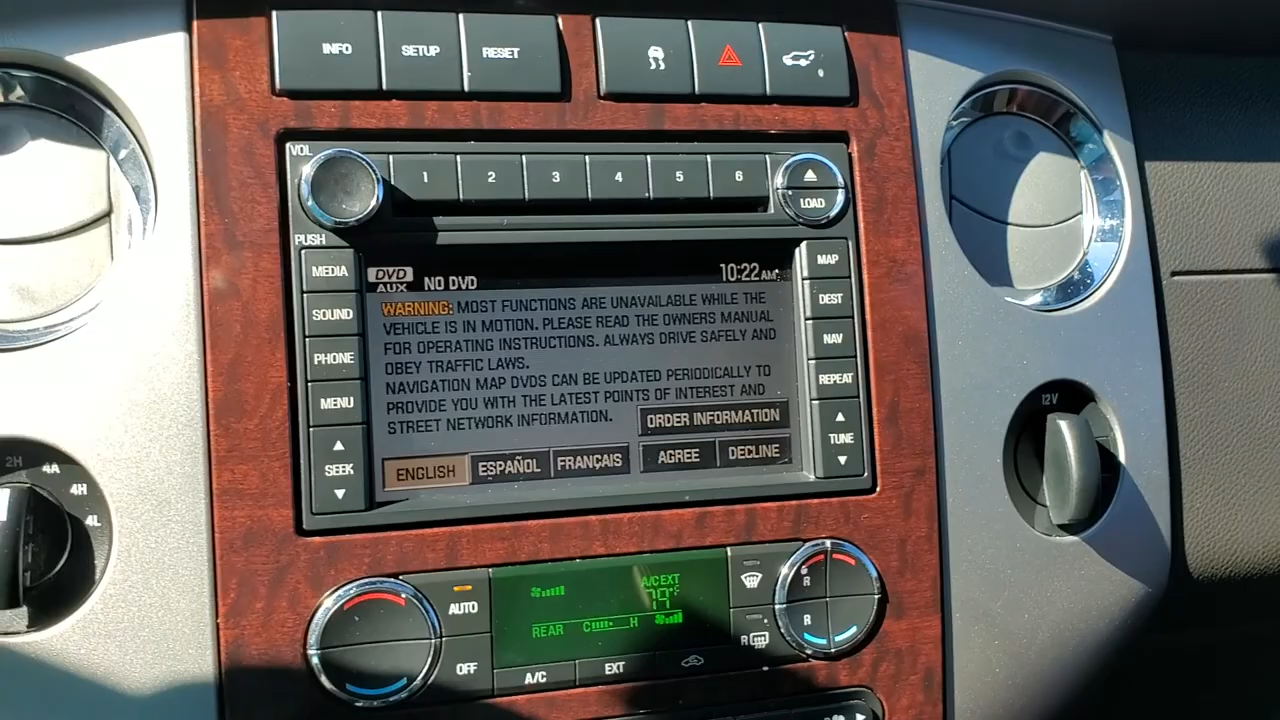 INFO SETUP RESET
VOL
1 2 3 4 5 6
LOAD
PUSH
MEDIA
SOUND
PHONE
MENU
SEEK
DVD
AUX NO DVD 10:22 AM
WARNING: MOST FUNCTIONS ARE UNAVAILABLE WHILE THE
VEHICLE IS IN MOTION. PLEASE READ THE OWNERS MANUAL
FOR OPERATING INSTRUCTIONS. ALWAYS DRIVE SAFELY AND
OBEY TRAFFIC LAWS.
NAVIGATION MAP DVDS CAN BE UPDATED PERIODICALLY TO
PROVIDE YOU WITH THE LATEST POINTS OF INTEREST AND
STREET NETWORK INFORMATION.
ORDER INFORMATION
ENGLISH ESPAÑOL FRANÇAIS AGREE DECLINE
MAP
DEST
NAV
REPEAT
TUNE
12V
2H
4A
4H
4L
AUTO
OFF
A/C EXT
79°F
REAR C H
A/C EXT
R
R
R